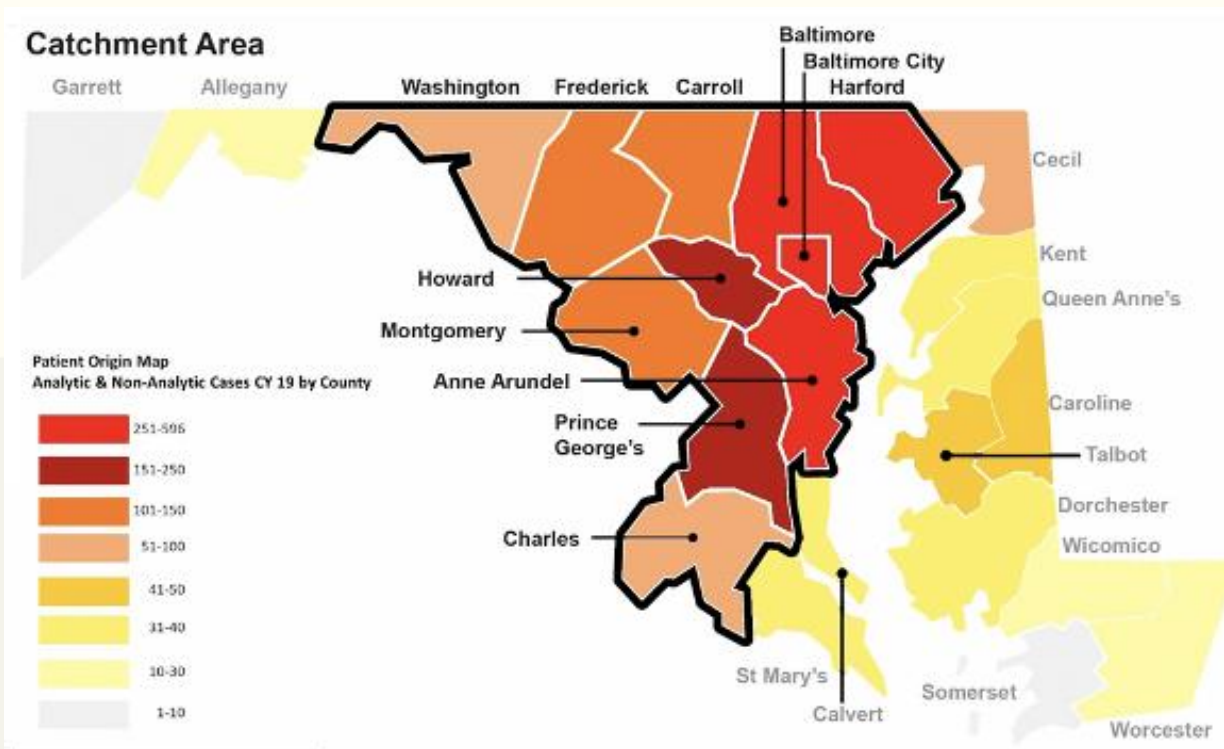 Catchment Area
Baltimore
Baltimore City
Garrett
Allegany
Washington
Frederick
Carroll
Harford
Cecil
Kent
Howard
Queen Anne's
Montgomery
Patient Origin Map
Analytic & Non-Analytic Cases CY 19 by County
Anne Arundel
Caroline
Prince
George's
Talbot
Dorchester
Charles
Wicomico
251-596
151-250
101-150
51-100
41-50
31-40
10-30
1-10
St Mary's
Calvert
Somerset
Worcester